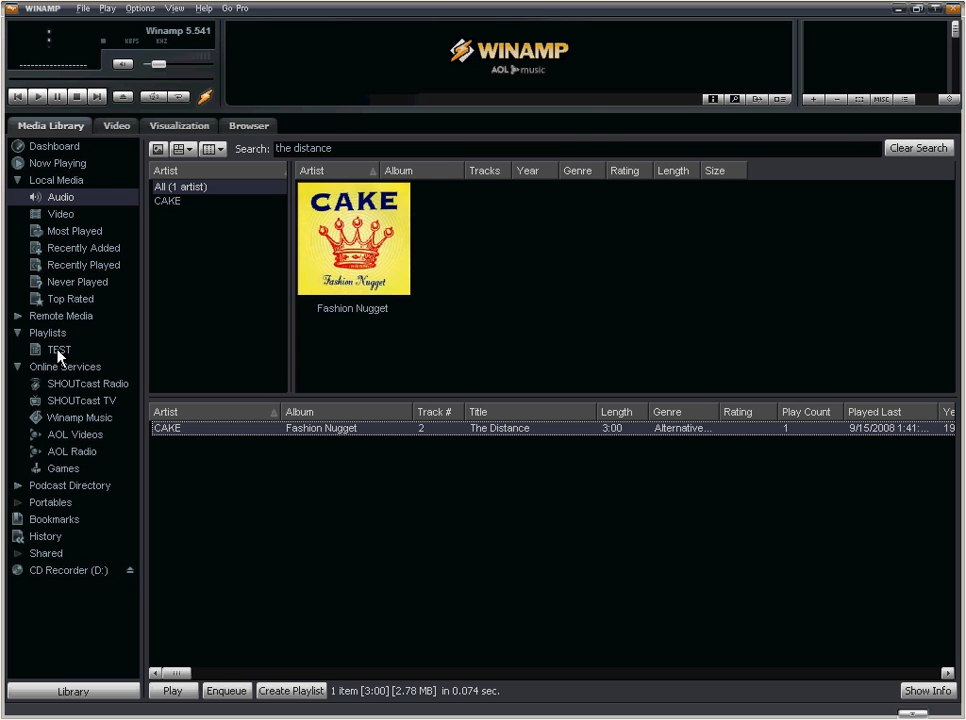 WINAMP File Play Options View Help Go Pro
Winamp 5.541
KBPS KHZ
WINAMP
AOL music
MISC
Media Library Video Visualization Browser
Dashboard
Now Playing
Local Media
Audio
Video
Most Played
Recently Added
Recently Played
Never Played
Top Rated
Remote Media
Playlists
TEST
Online Services
SHOUTcast Radio
SHOUTcast TV
Winamp Music
AOL Videos
AOL Radio
Games
Podcast Directory
Portables
Bookmarks
History
Shared
CD Recorder (D:)
Library
Search: the distance Clear Search
Artist
All (1 artist)
CAKE
Artist Album Tracks Year Genre Rating Length Size
CAKE
Fashion Nugget
Fashion Nugget
Artist Album Track # Title Length Genre Rating Play Count Played Last Ye
CAKE Fashion Nugget 2 The Distance 3:00 Alternative... 1 9/15/2008 1:41:... 19
Play Enqueue Create Playlist 1 item [3:00] [2.78 MB] in 0.074 sec. Show Info